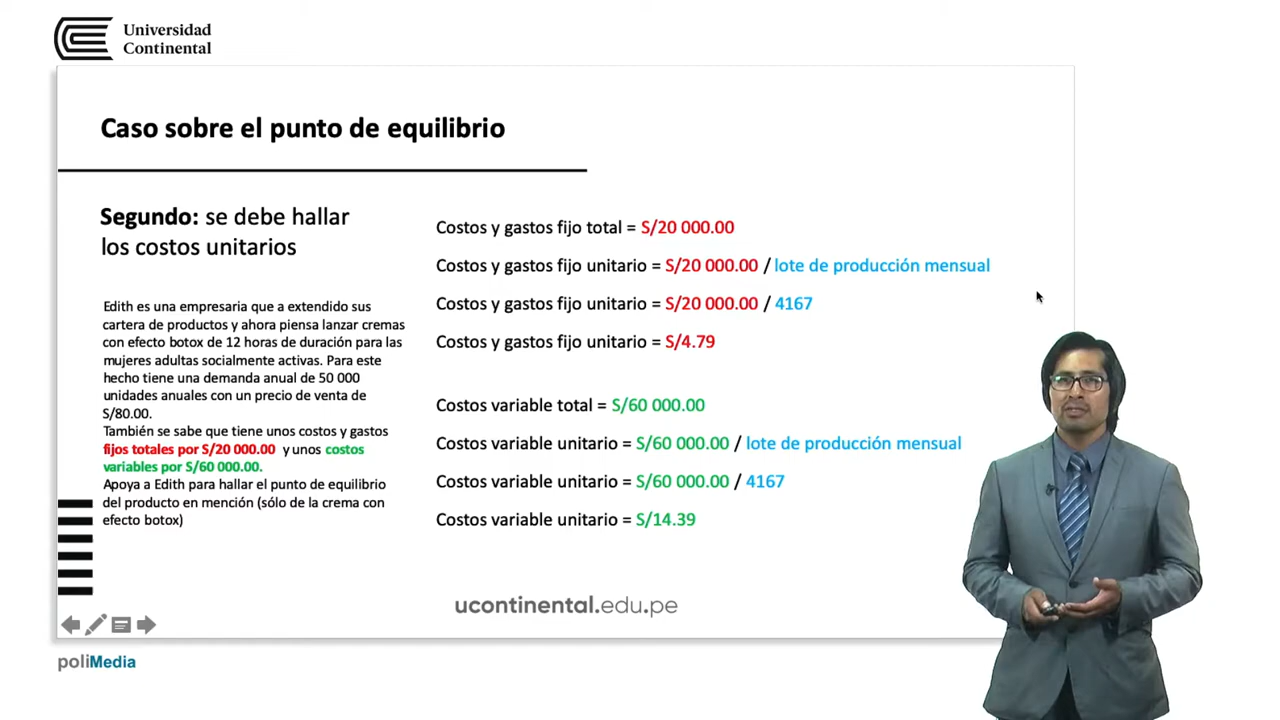 Universidad
Continental
Caso sobre el punto de equilibrio
Segundo: se debe hallar
los costos unitarios
Edith es una empresaria que a extendido sus
cartera de productos y ahora piensa lanzar cremas
con efecto botox de 12 horas de duración para las
mujeres adultas socialmente activas. Para este
hecho tiene una demanda anual de 50 000
unidades anuales con un precio de venta de
S/80.00.
También se sabe que tiene unos costos y gastos
fijos totales por S/20 000.00 y unos costos
variables por S/60 000.00.
Apoya a Edith para hallar el punto de equilibrio
del producto en mención (sólo de la crema con
efecto botox)
Costos y gastos fijo total = S/20 000.00
Costos y gastos fijo unitario = S/20 000.00 / lote de producción mensual
Costos y gastos fijo unitario = S/20 000.00 / 4167
Costos y gastos fijo unitario = S/4.79
Costos variable total = S/60 000.00
Costos variable unitario = S/60 000.00 / lote de producción mensual
Costos variable unitario = S/60 000.00 / 4167
Costos variable unitario = S/14.39
ucontinental.edu.pe
poliMedia